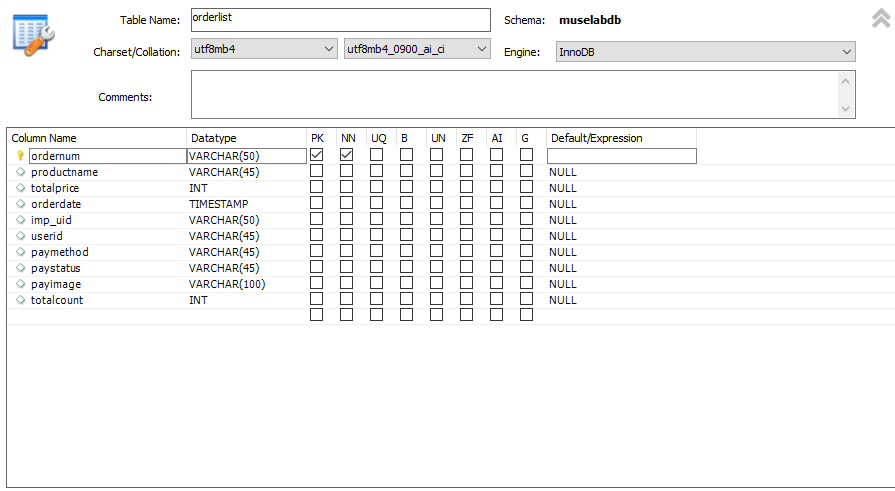 Table Name: orderlist Schema: muselabdb
Charset/Collation: utf8mb4 utf8mb4_0900_ai_ci Engine: InnoDB
Comments:
Column Name Datatype PK NN UQ B UN ZF AI G Default/Expression
ordernum VARCHAR(50)
productname VARCHAR(45) NULL
totalprice INT NULL
orderdate TIMESTAMP NULL
imp_uid VARCHAR(50) NULL
userid VARCHAR(45) NULL
paymethod VARCHAR(45) NULL
paystatus VARCHAR(45) NULL
payimage VARCHAR(100) NULL
totalcount INT NULL